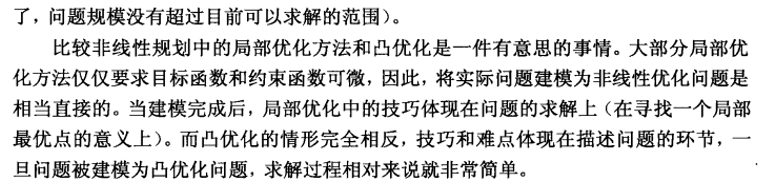 了，问题规模没有超过目前可以求解的范围）。
比较非线性规划中的局部优化方法和凸优化是一件有意思的事情。大部分局部优
化方法仅仅要求目标函数和约束函数可微，因此，将实际问题建模为非线性优化问题是
相当直接的。当建模完成后，局部优化中的技巧体现在问题的求解上（在寻找一个局部
最优点的意义上）。而凸优化的情形完全相反，技巧和难点体现在描述问题的环节，一
旦问题被建模为凸优化问题，求解过程相对来说就非常简单。